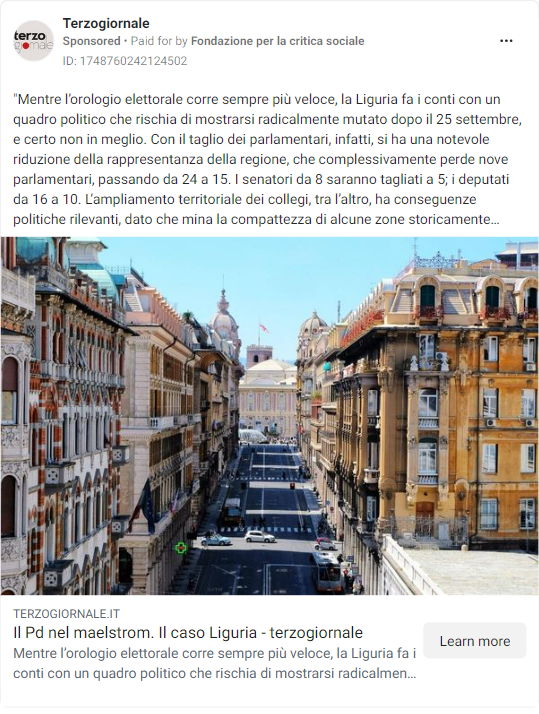 terzo
giornale
Terzogiornale
Sponsored • Paid for by Fondazione per la critica sociale
ID: 1748760242124502
"Mentre l'orologio elettorale corre sempre più veloce, la Liguria fa i conti con un
quadro politico che rischia di mostrarsi radicalmente mutato dopo il 25 settembre,
e certo non in meglio. Con il taglio dei parlamentari, infatti, si ha una notevole
riduzione della rappresentanza della regione, che complessivamente perde nove
parlamentari, passando da 24 a 15. I senatori da 8 saranno tagliati a 5; i deputati
da 16 a 10. L'ampliamento territoriale dei collegi, tra l'altro, ha conseguenze
politiche rilevanti, dato che mina la compattezza di alcune zone storicamente...
TERZOGIORNALE.IT
Il Pd nel maelstrom. Il caso Liguria - terzogiornale
Mentre l'orologio elettorale corre sempre più veloce, la Liguria fa i
conti con un quadro politico che rischia di mostrarsi radicalmen...
Learn more